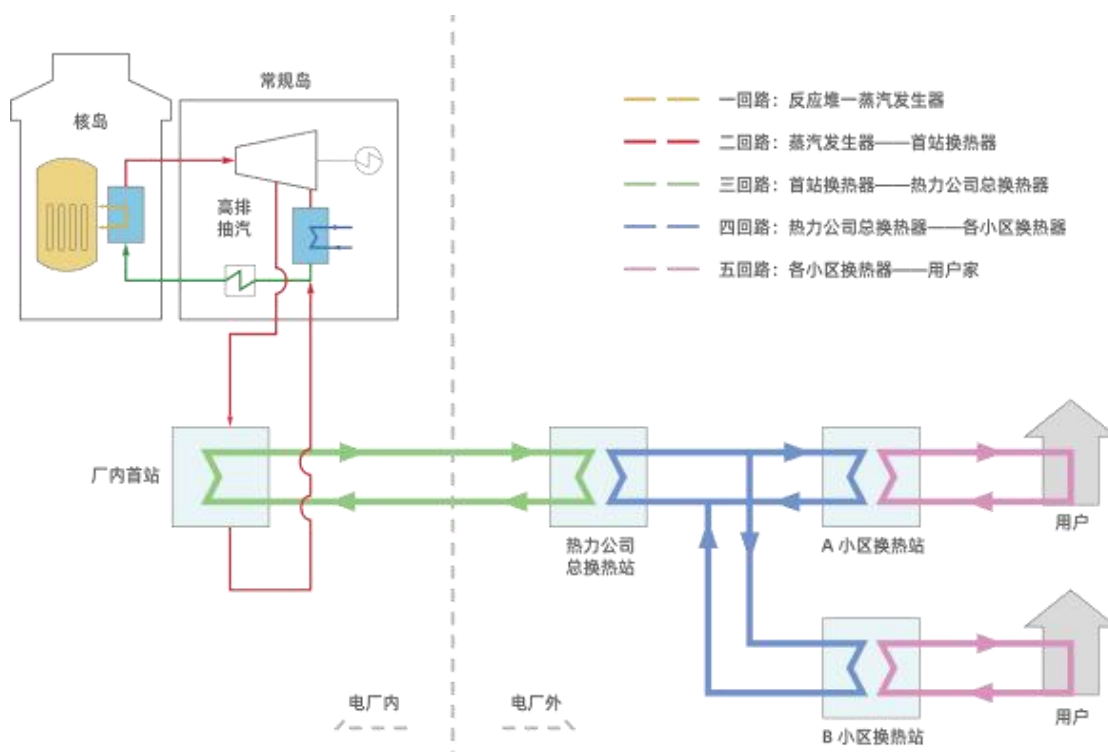 常规岛
核岛
高排
抽汽
一回路：反应堆一蒸汽发生器
二回路：蒸汽发生器——首站换热器
三回路：首站换热器——热力公司总换热器
四回路：热力公司总换热器——各小区换热器
五回路：各小区换热器——用户家
厂内首站
热力公司
总换热站
A 小区换热站
用户
电厂内
电厂外
B 小区换热站
用户